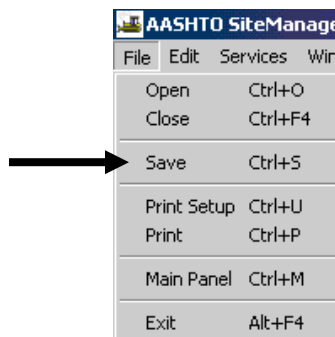 AASHTO SiteManage
File Edit Services Wir
Open Ctrl+O
Close Ctrl+F4
Save Ctrl+S
Print Setup Ctrl+U
Print Ctrl+P
Main Panel Ctrl+M
Exit Alt+F4